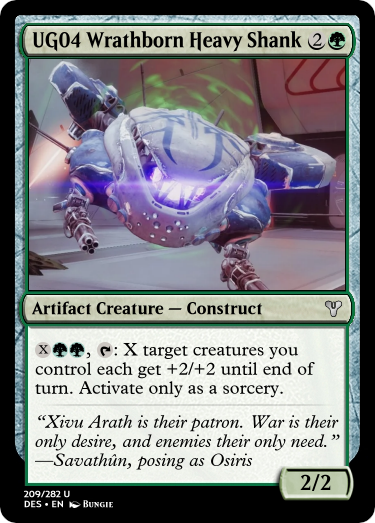 UG04 Wrathborn Heavy Shank 2
Artifact Creature — Construct
X, : X target creatures you
control each get +2/+2 until end of
turn. Activate only as a sorcery.
“Xivu Arath is their patron. War is their
only desire, and enemies their only need.”
—Savathûn, posing as Osiris
2/2
209/282 U
DES • EN Bungie